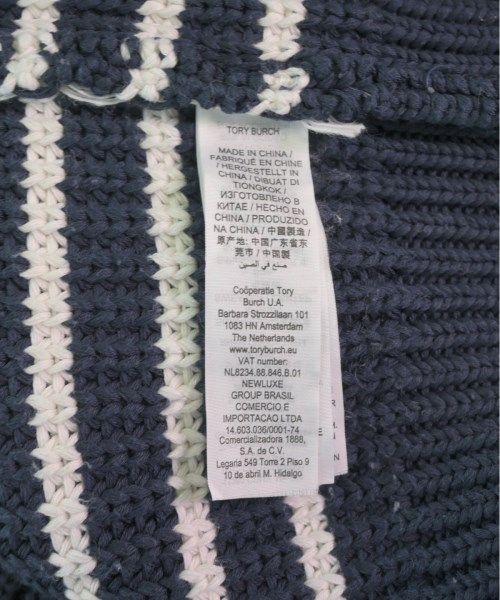 TORY BURCH
MADE IN CHINA /
FABRIQUÉ EN CHINE
/ HERGESTELLT IN
CHINA / DIBUAT DI
TIONGKOK /
ИЗГОТОВЛЕНО В
КИТАЕ / HECHO EN
CHINA / PRODUZIDO
NA CHINA / 中國製造 /
原产地: 中国广东省东
莞市 / 中国製
صنع في الصين
Coöperatie Tory
Burch U.A.
Barbara Strozzilaan 101
1083 HN Amsterdam
The Netherlands
www.toryburch.eu
VAT number:
NL8234.88.846.B.01
NEWLUXE
GROUP BRASIL
COMERCIO E
IMPORTACAO LTDA
14.603.036/0001-74
Comercializadora 1888,
S.A. de C.V.
Legaria 549 Torre 2 Piso 9
10 de abril M. Hidalgo